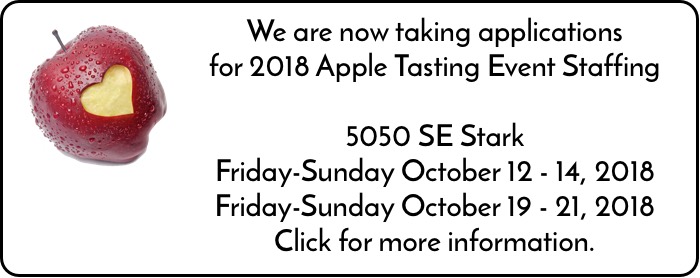 We are now taking applications
for 2018 Apple Tasting Event Staffing
5050 SE Stark
Friday-Sunday October 12 - 14, 2018
Friday-Sunday October 19 - 21, 2018
Click for more information.